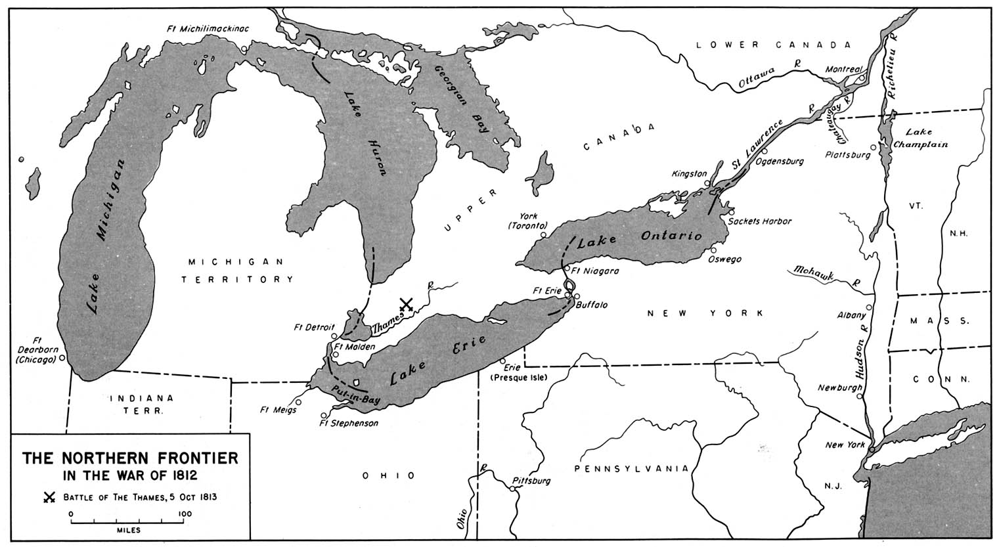 Ft Michilimackinac
LOWER CANADA
Montreal
Ottawa R
Richelieu R
Georgian Bay
Lake Huron
Chateaugay R
St Lawrence R
CANADA
UPPER
Lake
Champlain
Plattsburg
Ogdensburg
Kingston
Lake Michigan
York
(Toronto)
Lake Ontario
Sackets Harbor
Oswego
VT.
N.H.
MICHIGAN
TERRITORY
Ft Niagara
Mohawk R
Ft Erie
Buffalo
NEW YORK
Albany
MASS.
Thames R
Ft Detroit
Ft Malden
Ft
Dearborn
(Chicago)
Lake Erie
Erie
(Presque Isle)
Hudson R
Newburgh
CONN.
INDIANA
TERR.
Put-in-Bay
Ft Meigs
Ft Stephenson
New York
OHIO
PENNSYLVANIA
N.J.
Pittsburg
Ohio R
THE NORTHERN FRONTIER
IN THE WAR OF 1812
BATTLE OF THE THAMES, 5 OCT 1813
0 100
MILES